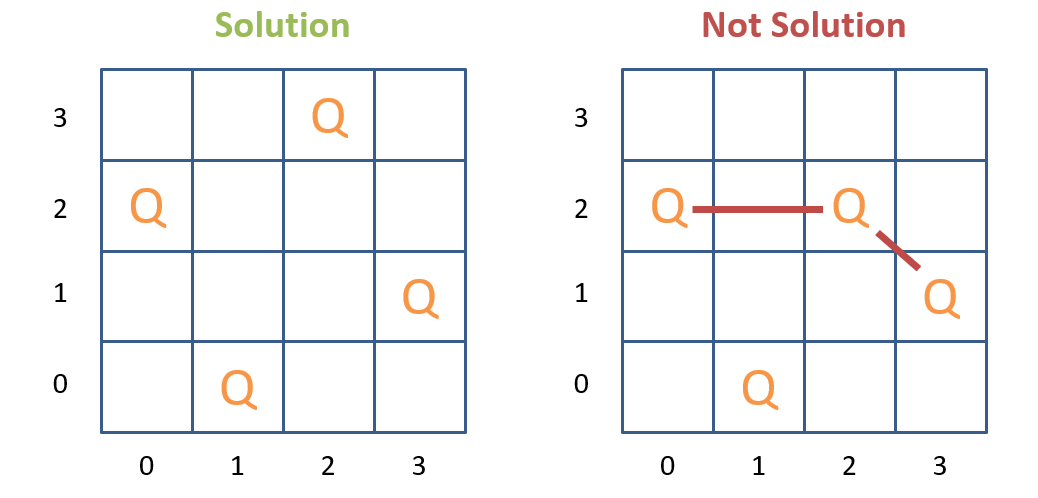 Solution
3 Q
2 Q
1 Q
0 Q
0 1 2 3
Not Solution
3
2 Q Q
1 Q
0 Q
0 1 2 3